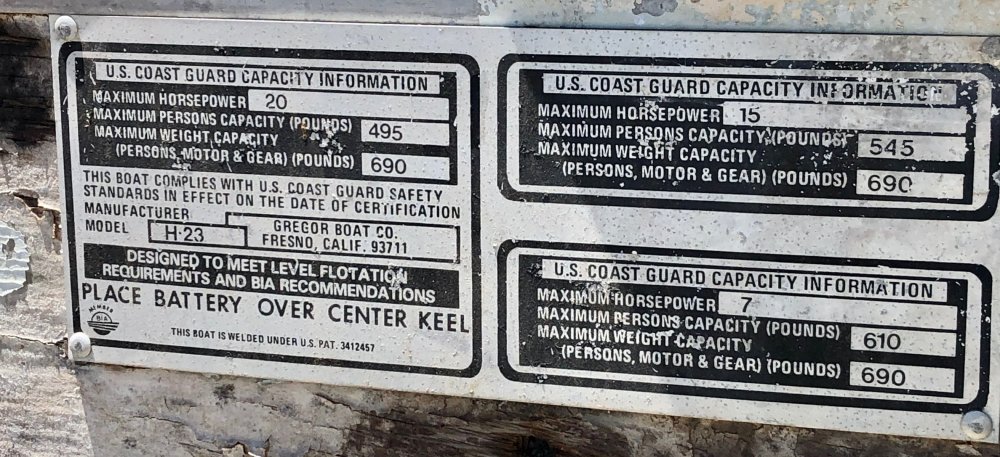 U.S. COAST GUARD CAPACITY INFORMATION
MAXIMUM HORSEPOWER 20
MAXIMUM PERSONS CAPACITY (POUNDS) 495
MAXIMUM WEIGHT CAPACITY
(PERSONS, MOTOR & GEAR) (POUNDS) 690
THIS BOAT COMPLIES WITH U.S. COAST GUARD SAFETY
STANDARDS IN EFFECT ON THE DATE OF CERTIFICATION
MANUFACTURER GREGOR BOAT CO.
MODEL H-23 FRESNO, CALIF. 93711
DESIGNED TO MEET LEVEL FLOTATION
REQUIREMENTS AND BIA RECOMMENDATIONS
PLACE BATTERY OVER CENTER KEEL
MEMBER
BIA
THIS BOAT IS WELDED UNDER U.S. PAT. 3412457
U.S. COAST GUARD CAPACITY INFORMATION
MAXIMUM HORSEPOWER 15
MAXIMUM PERSONS CAPACITY (POUNDS) 545
MAXIMUM WEIGHT CAPACITY
(PERSONS, MOTOR & GEAR) (POUNDS) 690
U.S. COAST GUARD CAPACITY INFORMATION
MAXIMUM HORSEPOWER 7
MAXIMUM PERSONS CAPACITY (POUNDS) 610
MAXIMUM WEIGHT CAPACITY
(PERSONS, MOTOR & GEAR) (POUNDS) 690